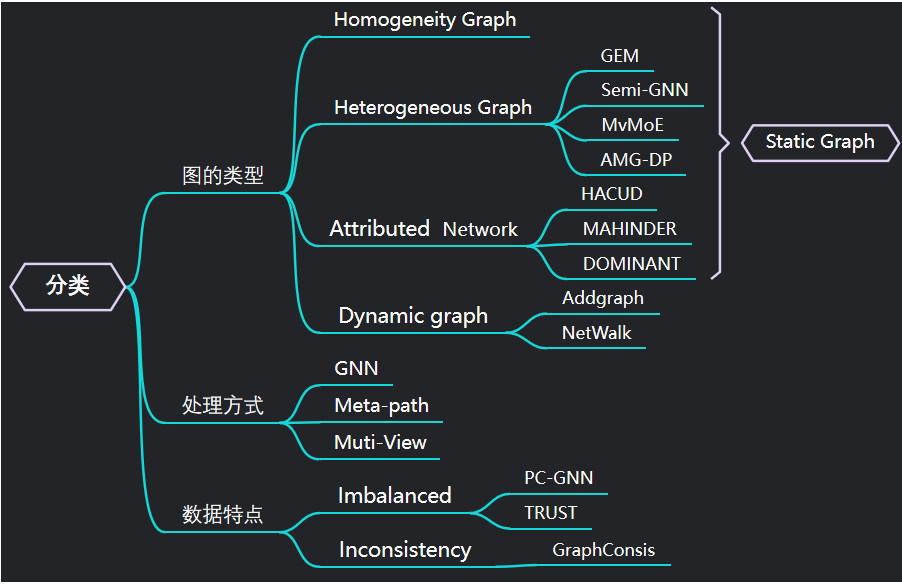 分类
图的类型
Homogeneity Graph
Heterogeneous Graph
GEM
Semi-GNN
MvMoE
AMG-DP
Attributed Network
HACUD
MAHINDER
DOMINANT
Static Graph
Dynamic graph
Addgraph
NetWalk
处理方式
GNN
Meta-path
Muti-View
数据特点
Imbalanced
PC-GNN
TRUST
Inconsistency
GraphConsis